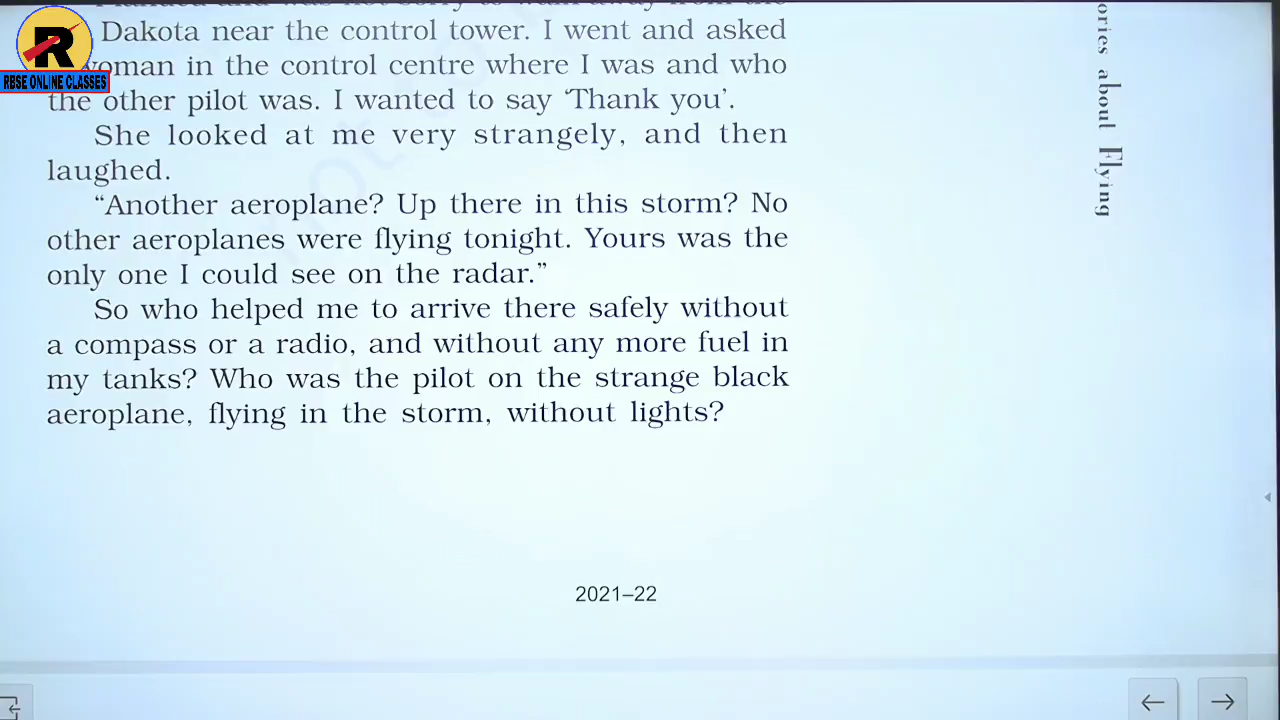 Dakota near the control tower. I went and asked
woman in the control centre where I was and who
the other pilot was. I wanted to say ‘Thank you’.
She looked at me very strangely, and then
laughed.
“Another aeroplane? Up there in this storm? No
other aeroplanes were flying tonight. Yours was the
only one I could see on the radar.”
So who helped me to arrive there safely without
a compass or a radio, and without any more fuel in
my tanks? Who was the pilot on the strange black
aeroplane, flying in the storm, without lights?
2021–22
ories about Flying
R
RBSE ONLINE CLASSES